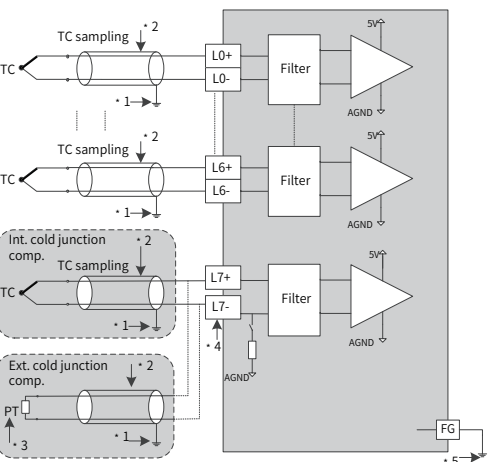 TC sampling
* 2
5V
TC
L0+
L0-
Filter
* 1
AGND
TC sampling
* 2
5V
TC
L6+
L6-
Filter
* 1
AGND
Int. cold junction
comp.
* 2
TC sampling
5V
TC
L7+
L7-
Filter
* 1
* 4
AGND
AGND
Ext. cold junction
comp.
* 2
PT
* 1
* 3
FG
* 5